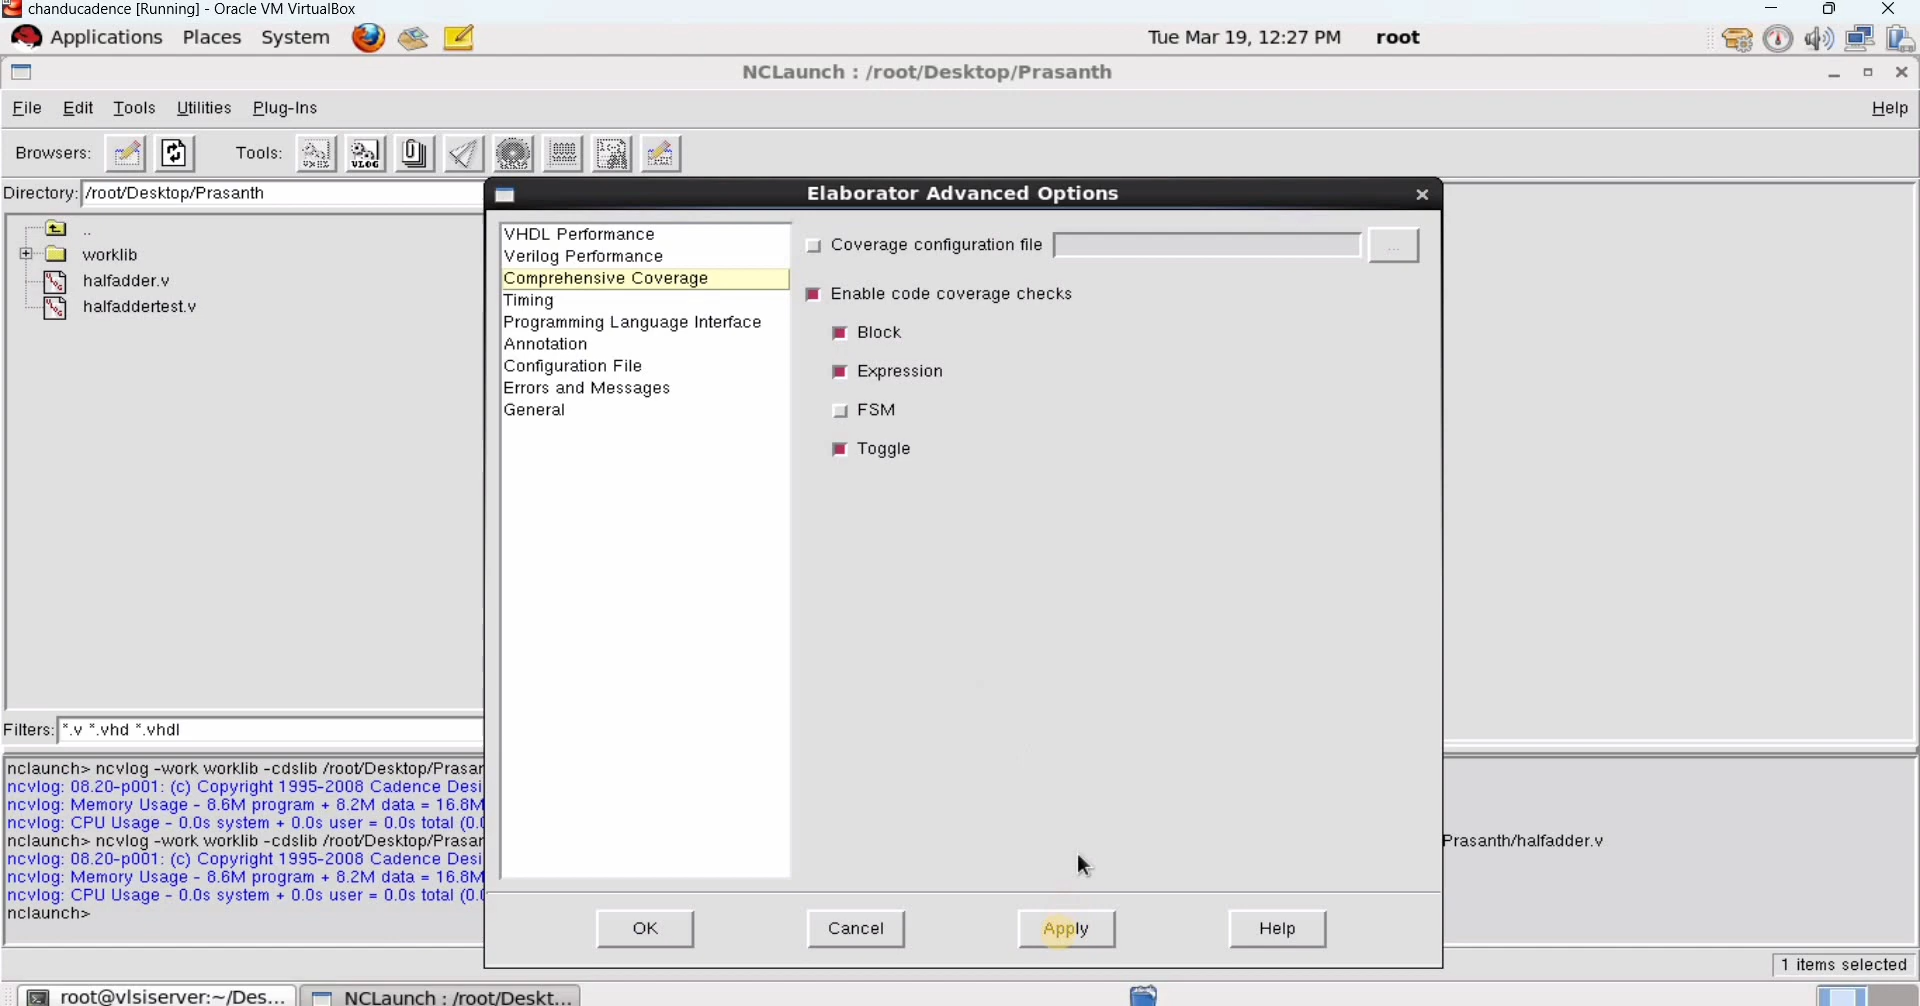 chanducadence [Running] - Oracle VM VirtualBox
Applications Places System Tue Mar 19, 12:27 PM root
NCLaunch : /root/Desktop/Prasanth
File Edit Tools Utilities Plug-Ins Help
Browsers: Tools: VLOG
Directory: /root/Desktop/Prasanth
..
worklib
halfadder.v
halfaddertest.v
Filters: *.v *.vhd *.vhdl
Elaborator Advanced Options
VHDL Performance
Verilog Performance
Comprehensive Coverage
Timing
Programming Language Interface
Annotation
Configuration File
Errors and Messages
General
Coverage configuration file ...
Enable code coverage checks
Block
Expression
FSM
Toggle
OK Cancel Apply Help
nclaunch> ncvlog -work worklib -cdslib /root/Desktop/Prasar
ncvlog: 08.20-p001: (c) Copyright 1995-2008 Cadence Desi
ncvlog: Memory Usage - 8.6M program + 8.2M data = 16.8M
ncvlog: CPU Usage - 0.0s system + 0.0s user = 0.0s total (0.0
nclaunch> ncvlog -work worklib -cdslib /root/Desktop/Prasar Prasanth/halfadder.v
ncvlog: 08.20-p001: (c) Copyright 1995-2008 Cadence Desi
ncvlog: Memory Usage - 8.6M program + 8.2M data = 16.8M
ncvlog: CPU Usage - 0.0s system + 0.0s user = 0.0s total (0.0
nclaunch>
1 items selected
root@vlsiserver:~/Des... NCLaunch : /root/Deskt...